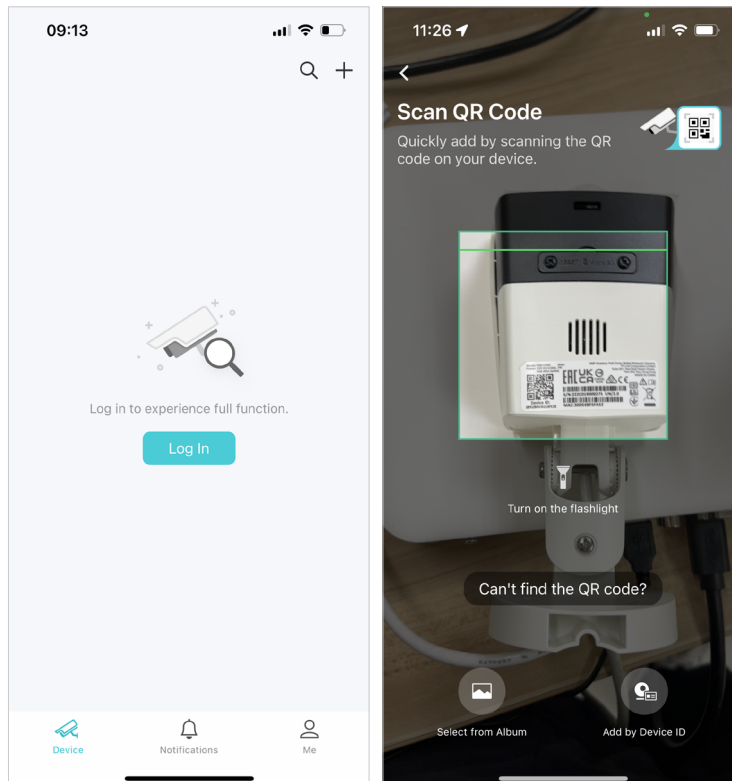 09:13
Log in to experience full function.
Log In
Device
Notifications
Me
11:26
Scan QR Code
Quickly add by scanning the QR
code on your device.
Device ID
Turn on the flashlight
Can't find the QR code?
Select from Album
Add by Device ID